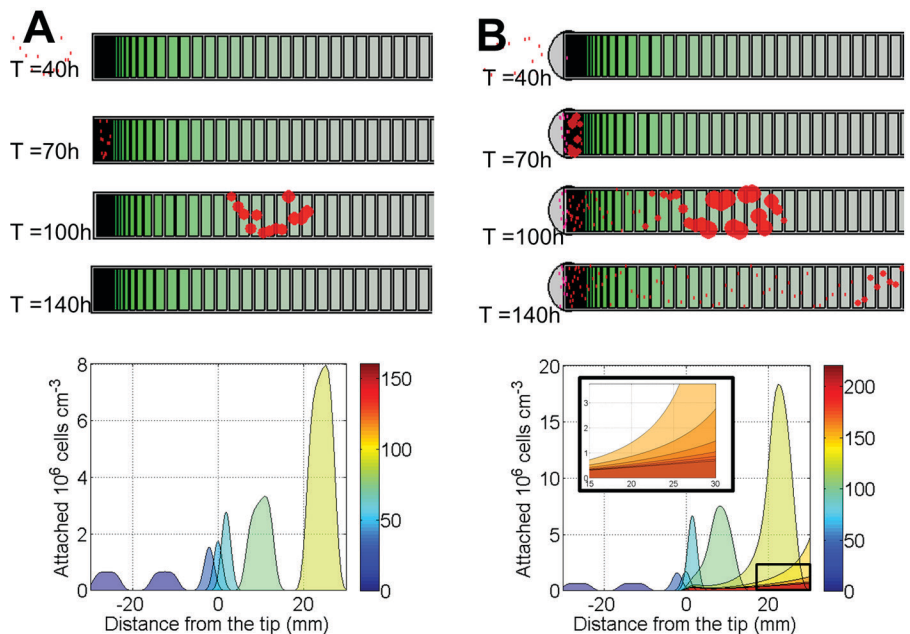 A
T =40h
T =70h
T =100h
T =140h
8
6
4
2
0
-20
0
20
Attached 10⁶ cells cm⁻³
Distance from the tip (mm)
150
100
50
0
B
T =40h
T =70h
T =100h
T =140h
20
15
10
5
0
-20
0
20
Attached 10⁶ cells cm⁻³
Distance from the tip (mm)
3
2
1
0
15
20
25
30
200
150
100
50
0